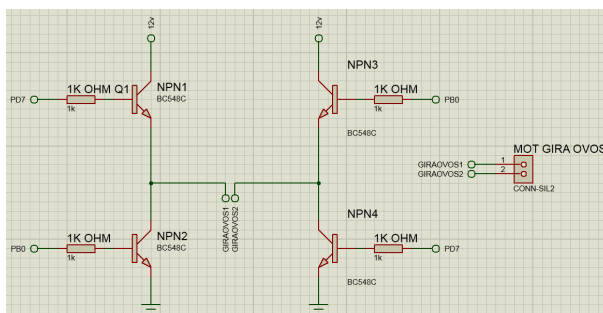 12v
12v
NPN3
1K OHM Q1 NPN1
PD7 1k BC548C
1K OHM
1k PB0
BC548C
MOT GIRA OVOS
GIRAOVOS1 1
GIRAOVOS2 2
CONN-SIL2
GIRAOVOS1
GIRAOVOS2
NPN4
1K OHM NPN2
PB0 1k BC548C
1K OHM
1k PD7
BC548C